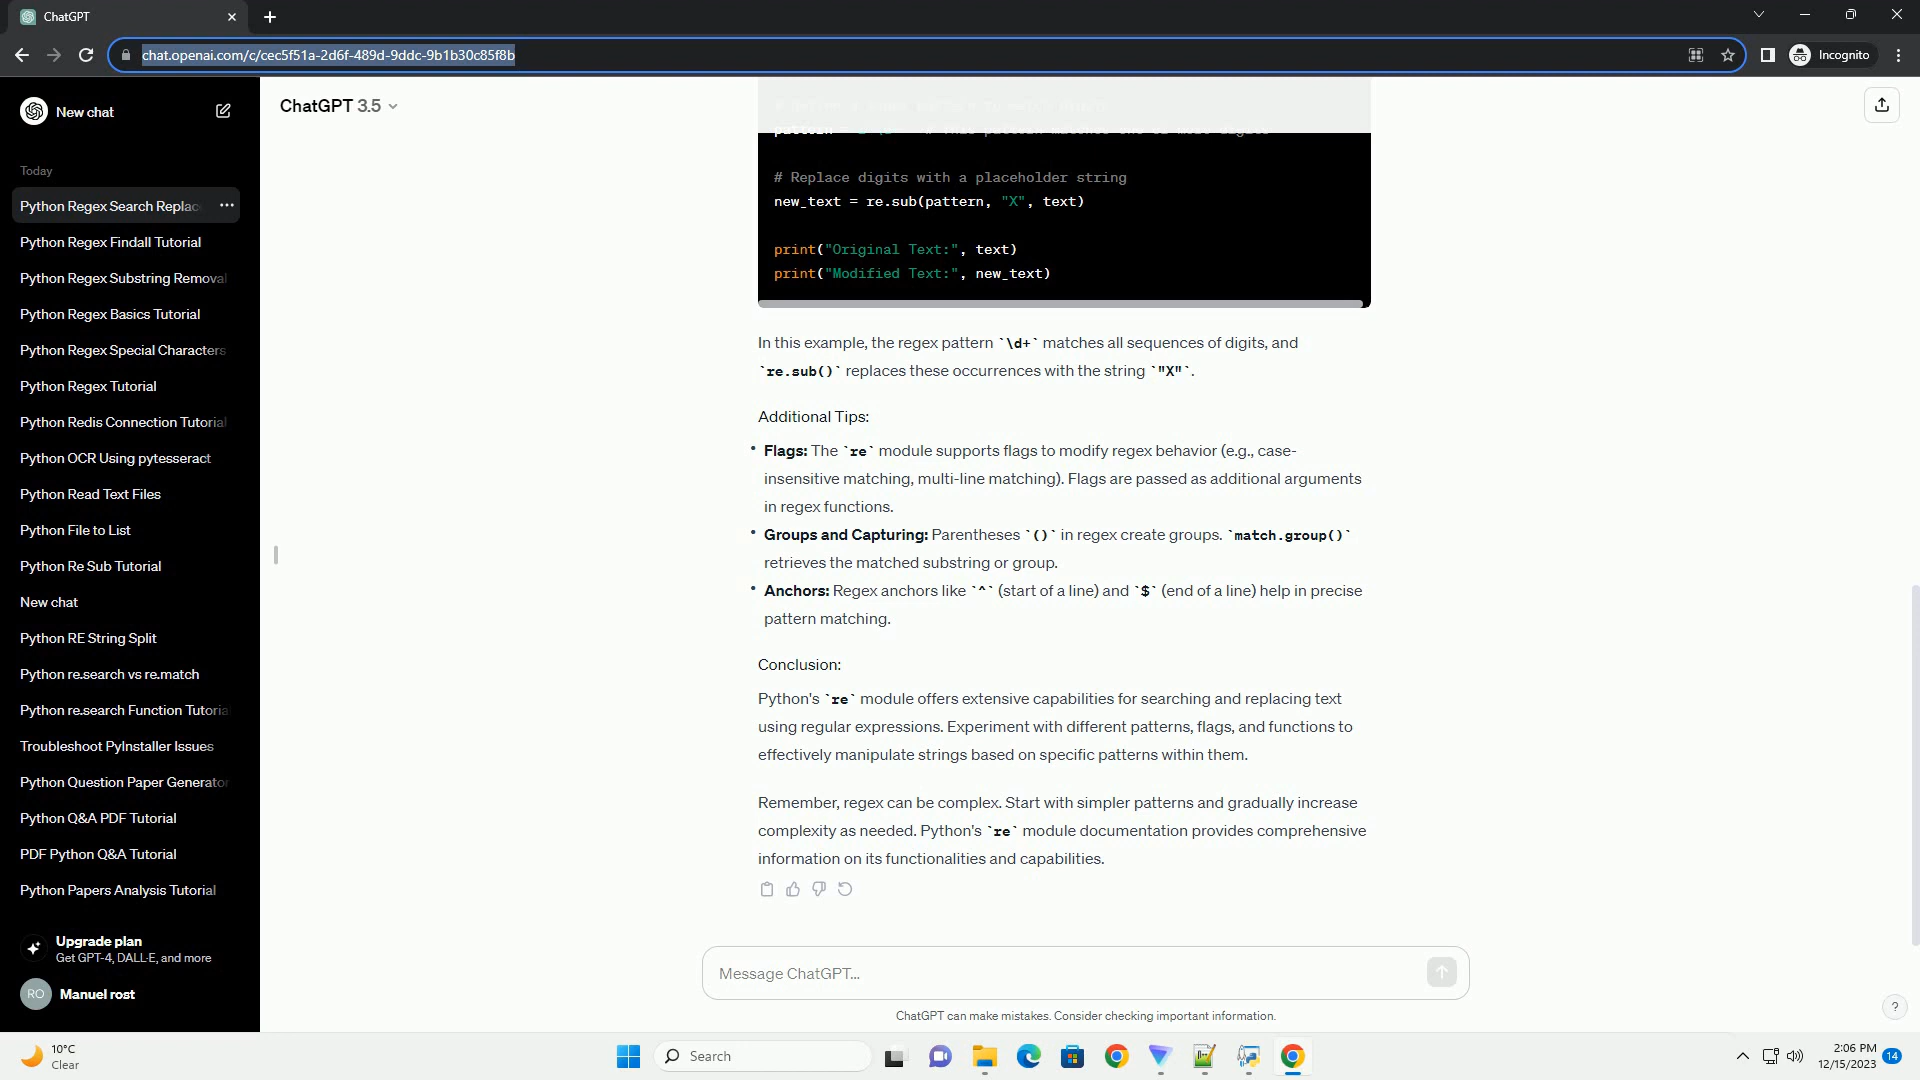 ChatGPT
chat.openai.com/c/cec5f51a-2d6f-489d-9ddc-9b1b30c85f8b
Incognito
New chat
Today
Python Regex Search Replac
Python Regex Findall Tutorial
Python Regex Substring Removal
Python Regex Basics Tutorial
Python Regex Special Characters
Python Regex Tutorial
Python Redis Connection Tutorial
Python OCR Using pytesseract
Python Read Text Files
Python File to List
Python Re Sub Tutorial
New chat
Python RE String Split
Python re.search vs re.match
Python re.search Function Tutoria
Troubleshoot PyInstaller Issues
Python Question Paper Generator
Python Q&A PDF Tutorial
PDF Python Q&A Tutorial
Python Papers Analysis Tutorial
Upgrade plan
Get GPT-4, DALL·E, and more
RO Manuel rost
ChatGPT 3.5
# Replace digits with a placeholder string
new_text = re.sub(pattern, "X", text)
print("Original Text:", text)
print("Modified Text:", new_text)
In this example, the regex pattern `\d+` matches all sequences of digits, and
`re.sub()` replaces these occurrences with the string `"X"`.
Additional Tips:
• Flags: The `re` module supports flags to modify regex behavior (e.g., case-
insensitive matching, multi-line matching). Flags are passed as additional arguments
in regex functions.
• Groups and Capturing: Parentheses `()` in regex create groups. `match.group()`
retrieves the matched substring or group.
• Anchors: Regex anchors like `^` (start of a line) and `$` (end of a line) help in precise
pattern matching.
Conclusion:
Python's `re` module offers extensive capabilities for searching and replacing text
using regular expressions. Experiment with different patterns, flags, and functions to
effectively manipulate strings based on specific patterns within them.
Remember, regex can be complex. Start with simpler patterns and gradually increase
complexity as needed. Python's `re` module documentation provides comprehensive
information on its functionalities and capabilities.
Message ChatGPT...
ChatGPT can make mistakes. Consider checking important information.
?
10°C
Clear
Search
2:06 PM
12/15/2023
14